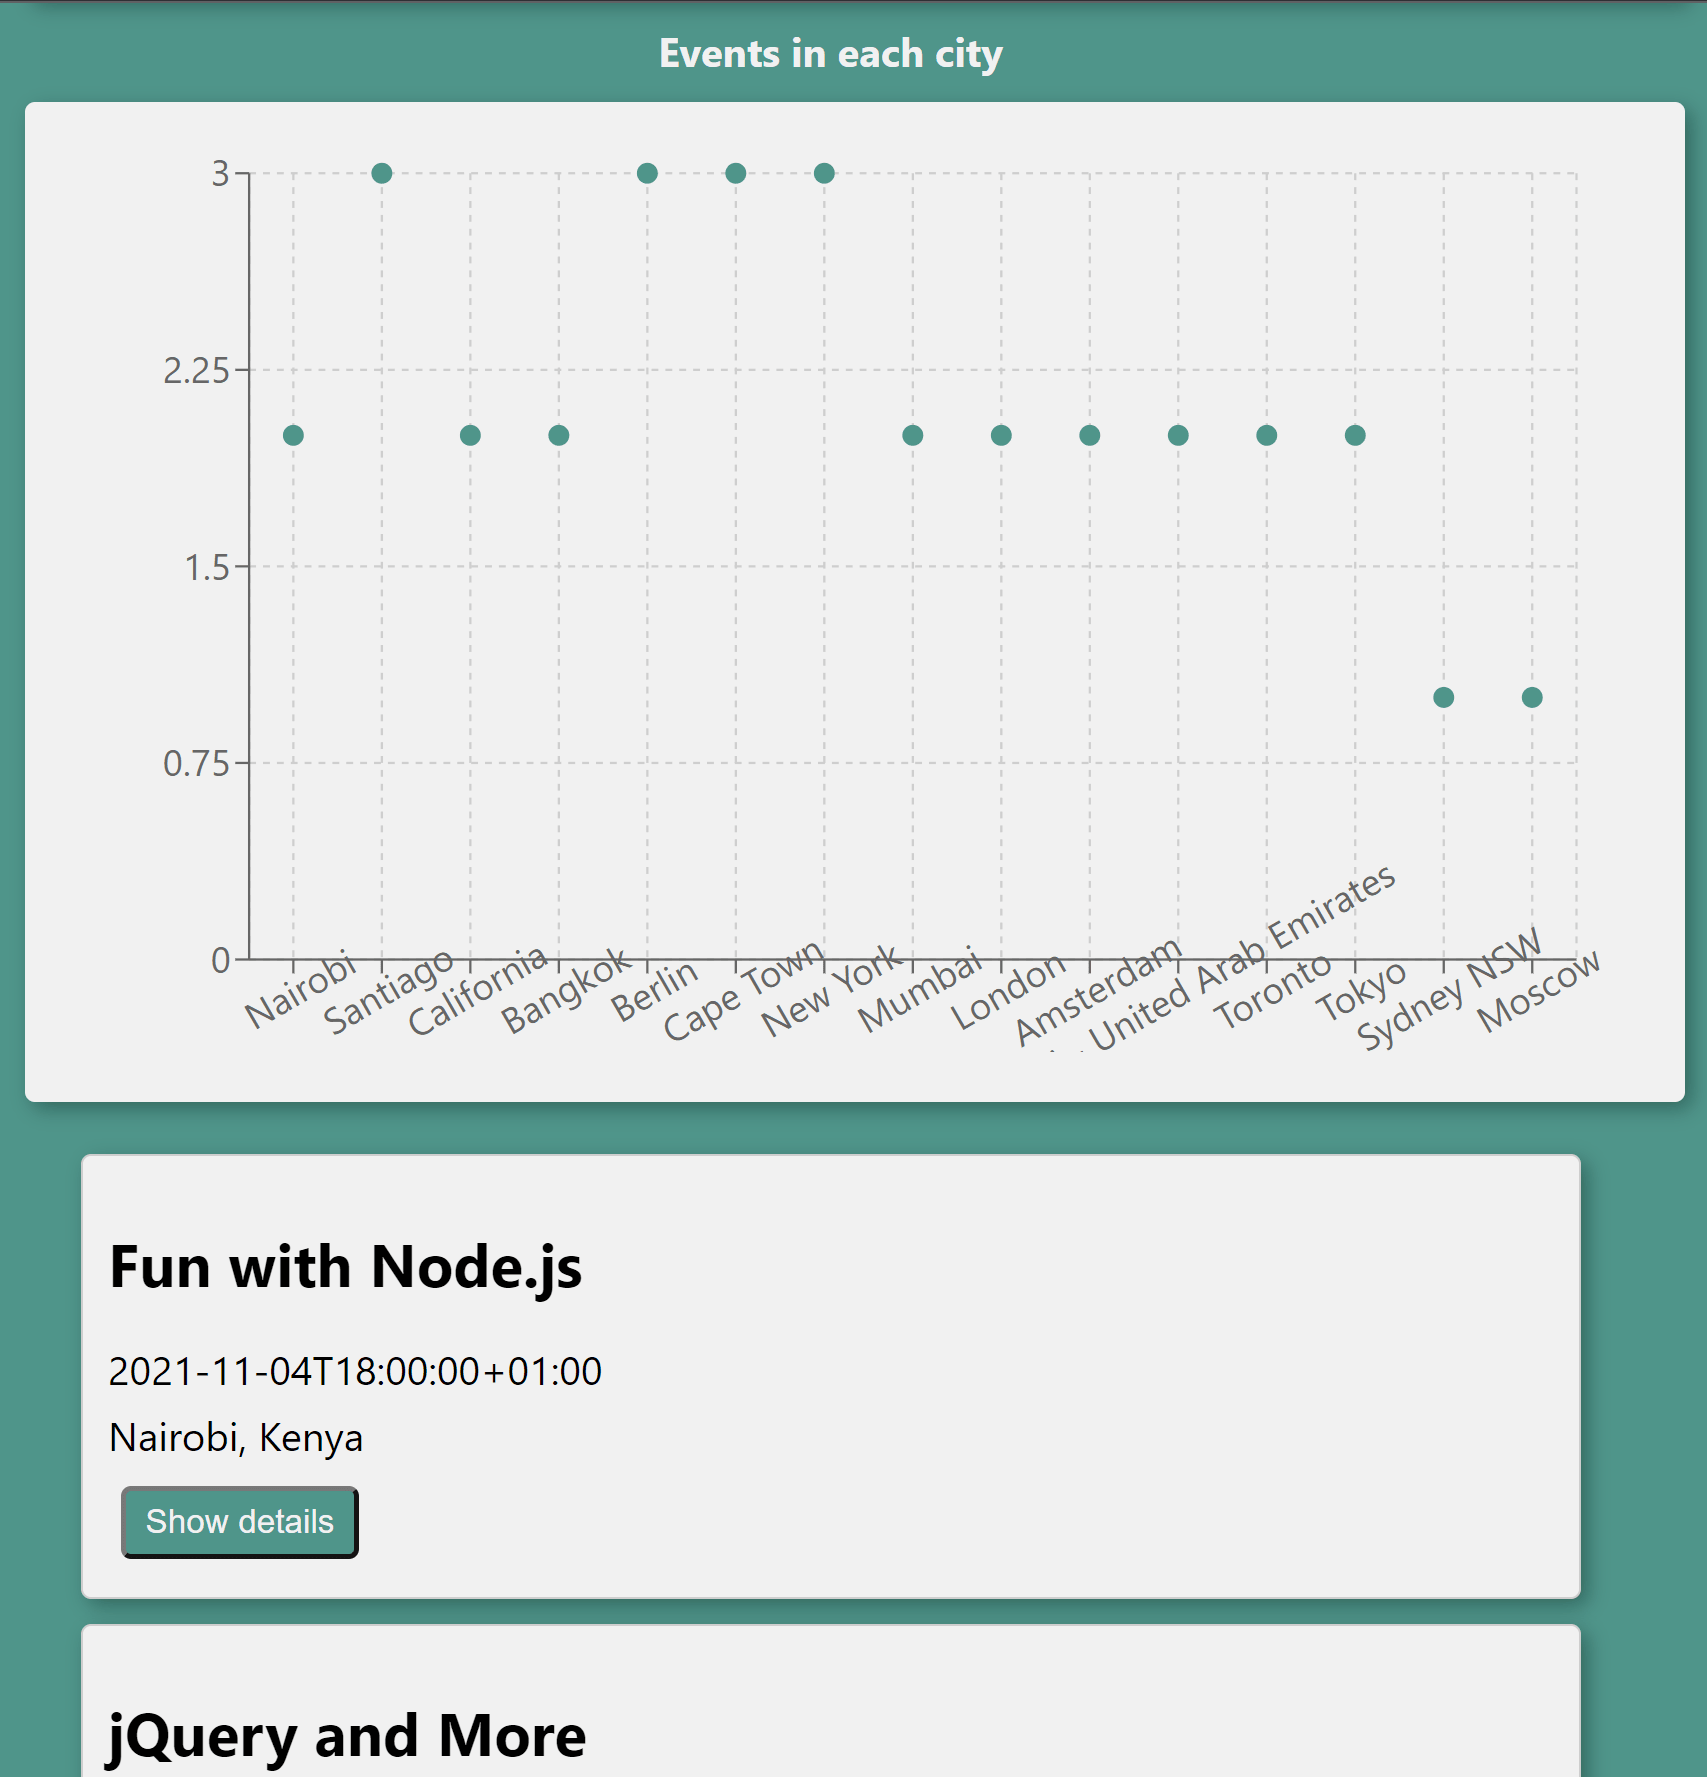 Events in each city
3
2.25
1.5
0.75
0
Nairobi
Santiago
California
Bangkok
Berlin
Cape Town
New York
Mumbai
London
Amsterdam
United Arab Emirates
Toronto
Tokyo
Sydney NSW
Moscow
Fun with Node.js
2021-11-04T18:00:00+01:00
Nairobi, Kenya
Show details
jQuery and More